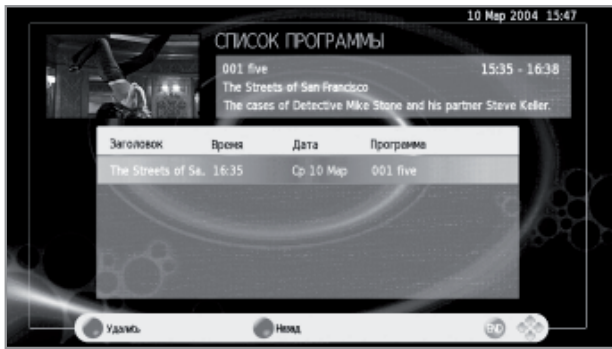 10 Мар 2004 15:47
СПИСОК ПРОГРАММЫ
001 five 15:35 - 16:38
The Streets of San Francisco
The cases of Detective Mike Stone and his partner Steve Keller.
Заголовок Время Дата Программа
The Streets of Sa.. 16:35 Ср 10 Мар 001 five
Удалить Назад END